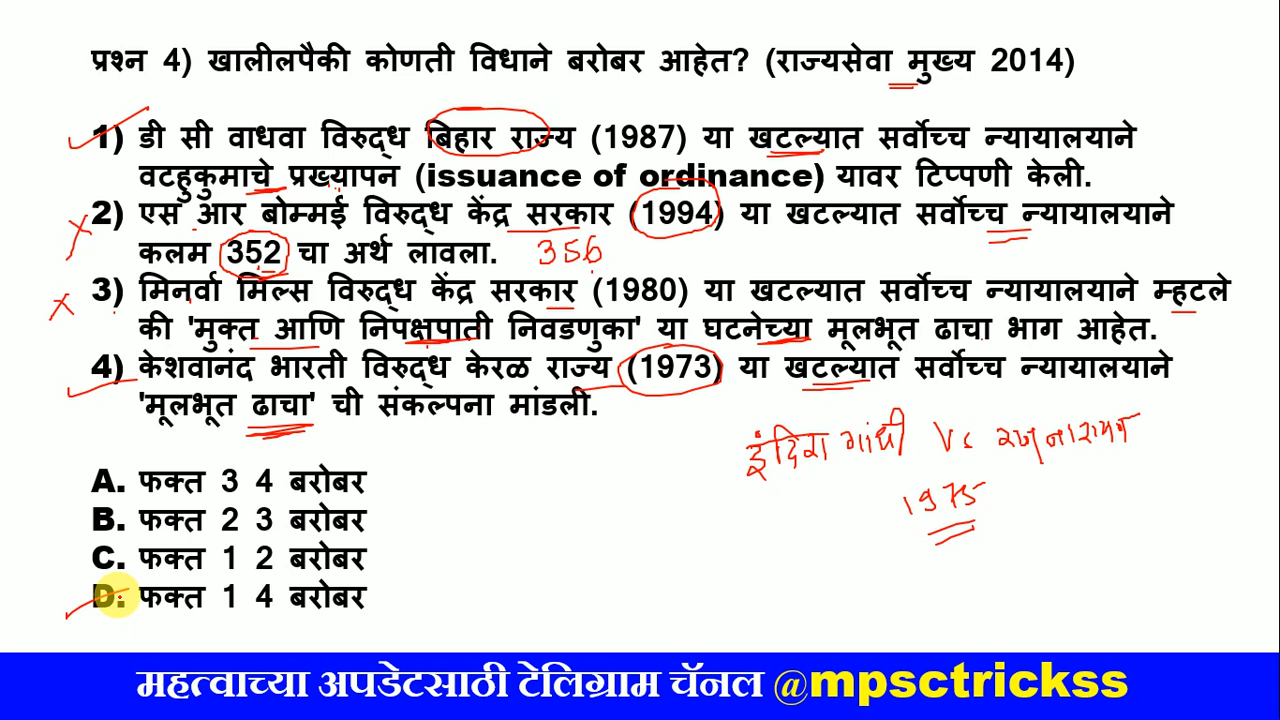 प्रश्न 4) खालीलपैकी कोणती विधाने बरोबर आहेत? (राज्यसेवा मुख्य 2014)
1) डी सी वाधवा विरुद्ध बिहार राज्य (1987) या खटल्यात सर्वोच्च न्यायालयाने
वटहुकुमाचे प्रख्यापन (issuance of ordinance) यावर टिप्पणी केली.
2) एस आर बोम्मई विरुद्ध केंद्र सरकार (1994) या खटल्यात सर्वोच्च न्यायालयाने
कलम 352 चा अर्थ लावला. 356
3) मिनर्वा मिल्स विरुद्ध केंद्र सरकार (1980) या खटल्यात सर्वोच्च न्यायालयाने म्हटले
की 'मुक्त आणि निपक्षपाती निवडणुका' या घटनेच्या मूलभूत ढाचा भाग आहेत.
4) केशवानंद भारती विरुद्ध केरळ राज्य (1973) या खटल्यात सर्वोच्च न्यायालयाने
'मूलभूत ढाचा' ची संकल्पना मांडली.
इंदिरा गांधी Vs राजनारायण
1975
A. फक्त 3 4 बरोबर
B. फक्त 2 3 बरोबर
C. फक्त 1 2 बरोबर
D. फक्त 1 4 बरोबर
महत्वाच्या अपडेटसाठी टेलिग्राम चॅनल @mpsctrickss